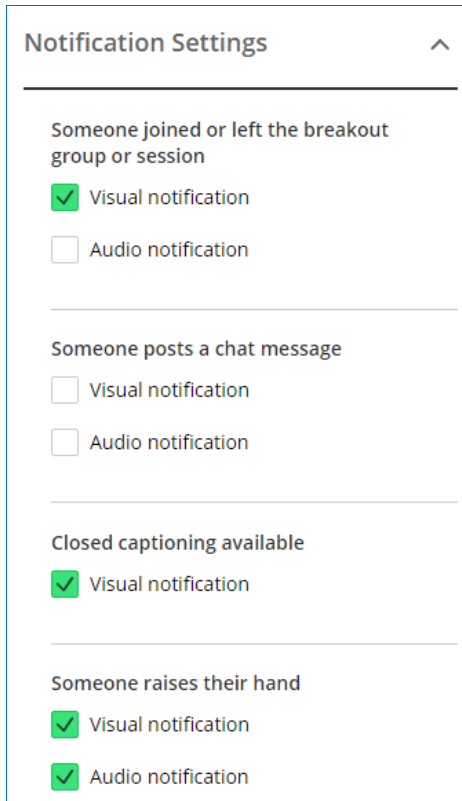 Notification Settings
Someone joined or left the breakout
group or session
Visual notification
Audio notification
Someone posts a chat message
Visual notification
Audio notification
Closed captioning available
Visual notification
Someone raises their hand
Visual notification
Audio notification